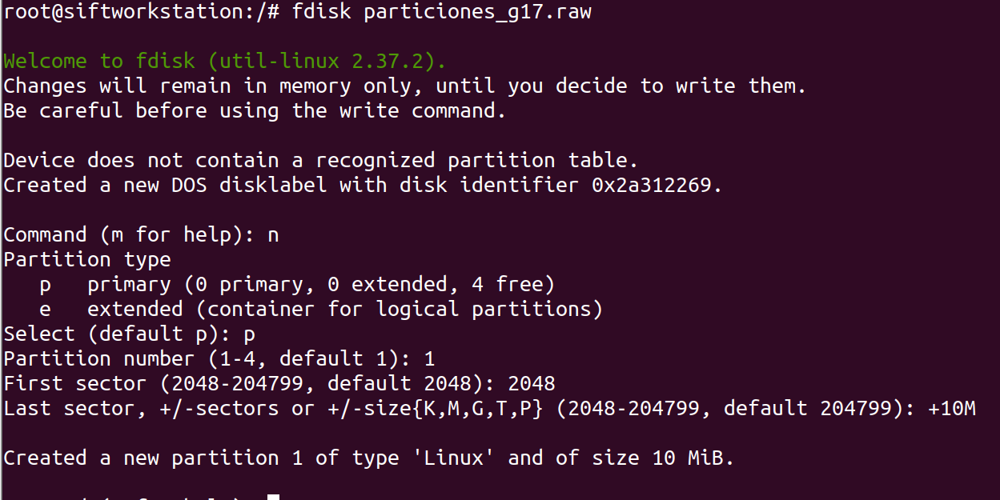 root@siftworkstation:/# fdisk particiones_g17.raw
Welcome to fdisk (util-linux 2.37.2).
Changes will remain in memory only, until you decide to write them.
Be careful before using the write command.
Device does not contain a recognized partition table.
Created a new DOS disklabel with disk identifier 0x2a312269.
Command (m for help): n
Partition type
   p   primary (0 primary, 0 extended, 4 free)
   e   extended (container for logical partitions)
Select (default p): p
Partition number (1-4, default 1): 1
First sector (2048-204799, default 2048): 2048
Last sector, +/-sectors or +/-size{K,M,G,T,P} (2048-204799, default 204799): +10M
Created a new partition 1 of type 'Linux' and of size 10 MiB.